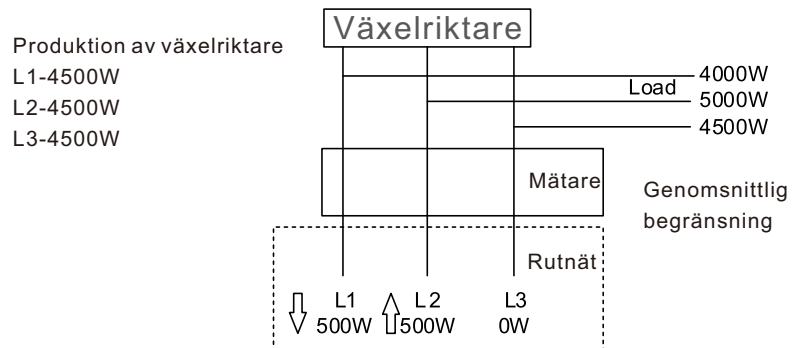 Växelriktare
Produktion av växelriktare
L1-4500W
L2-4500W
L3-4500W
4000W
Load
5000W
4500W
Mätare
Genomsnittlig
begränsning
Rutnät
L1 L2 L3
500W 500W 0W